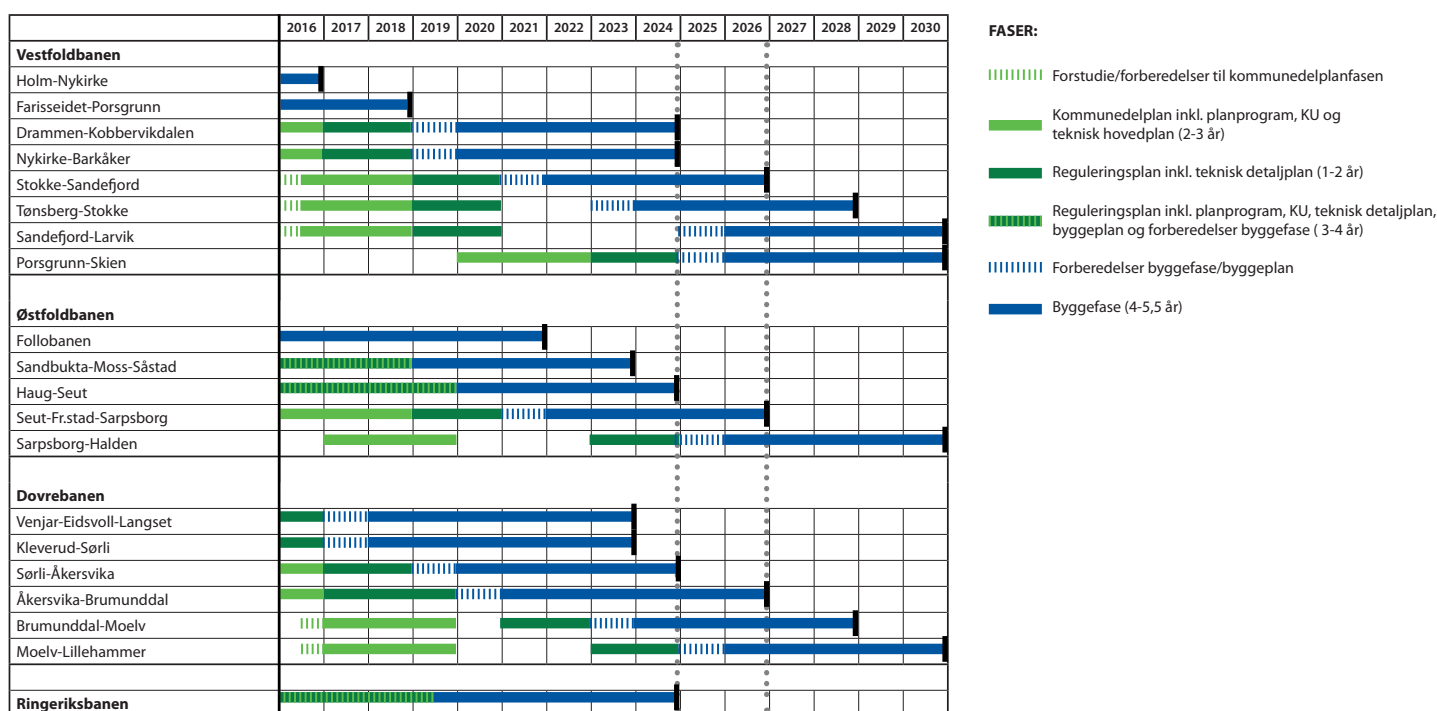 2016 2017 2018 2019 2020 2021 2022 2023 2024 2025 2026 2027 2028 2029 2030
Vestfoldbanen
Holm-Nykirke
Farisseidet-Porsgrunn
Drammen-Kobbervikdalen
Nykirke-Barkåker
Stokke-Sandefjord
Tønsberg-Stokke
Sandefjord-Larvik
Porsgrunn-Skien
Østfoldbanen
Follobanen
Sandbukta-Moss-Såstad
Haug-Seut
Seut-Fr.stad-Sarpsborg
Sarpsborg-Halden
Dovrebanen
Venjar-Eidsvoll-Langset
Kleverud-Sørli
Sørli-Åkersvika
Åkersvika-Brumunddal
Brumunddal-Moelv
Moelv-Lillehammer
Ringeriksbanen
FASER:
Forstudie/forberedelser til kommunedelplanfasen
Kommunedelplan inkl. planprogram, KU og
teknisk hovedplan (2-3 år)
Reguleringsplan inkl. teknisk detaljplan (1-2 år)
Reguleringsplan inkl. planprogram, KU, teknisk detaljplan,
byggeplan og forberedelser byggefase ( 3-4 år)
Forberedelser byggefase/byggeplan
Byggefase (4-5,5 år)